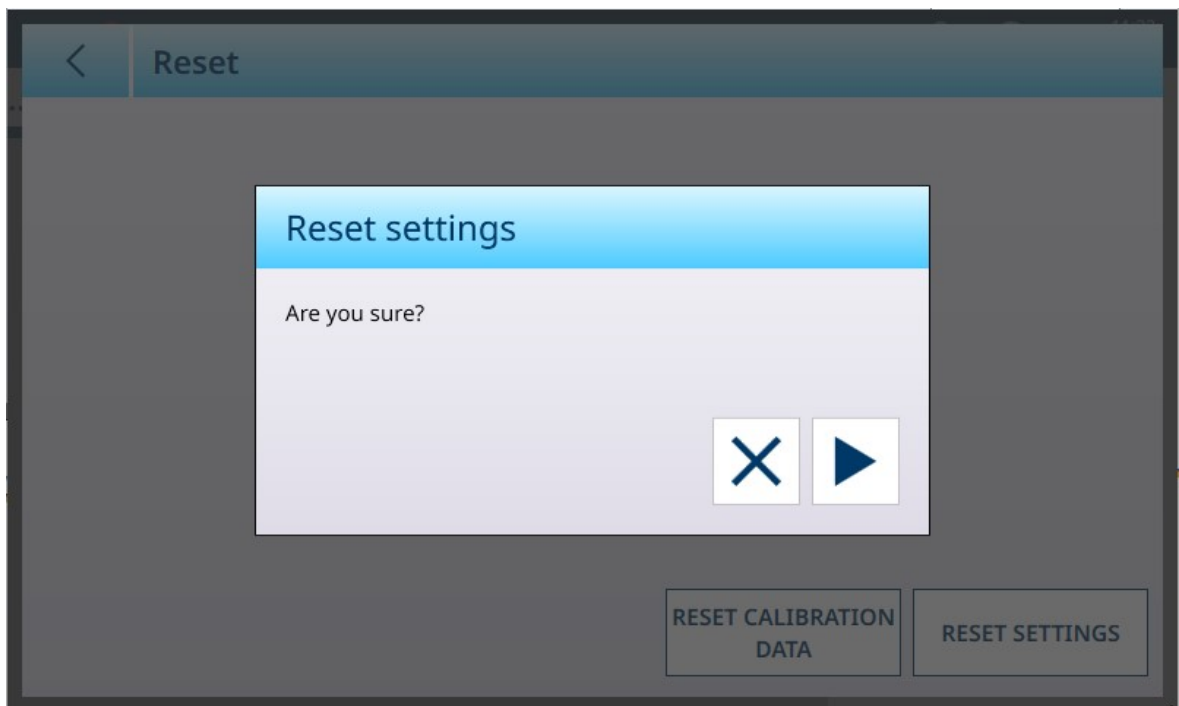 Reset
Reset settings
Are you sure?
RESET CALIBRATION
DATA
RESET SETTINGS